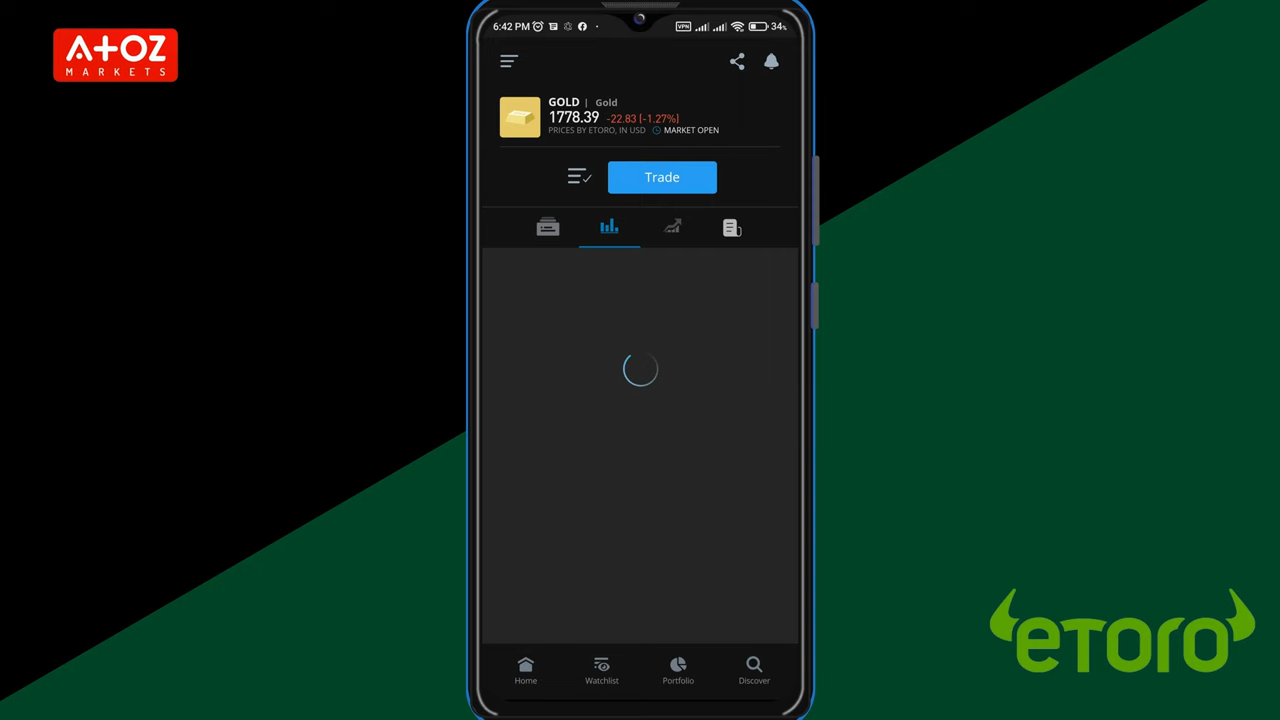 A+OZ
MARKETS
6:42 PM
VPN
34%
GOLD | Gold
1778.39 -22.83 (-1.27%)
PRICES BY ETORO, IN USD MARKET OPEN
Trade
Home Watchlist Portfolio Discover
eTORO